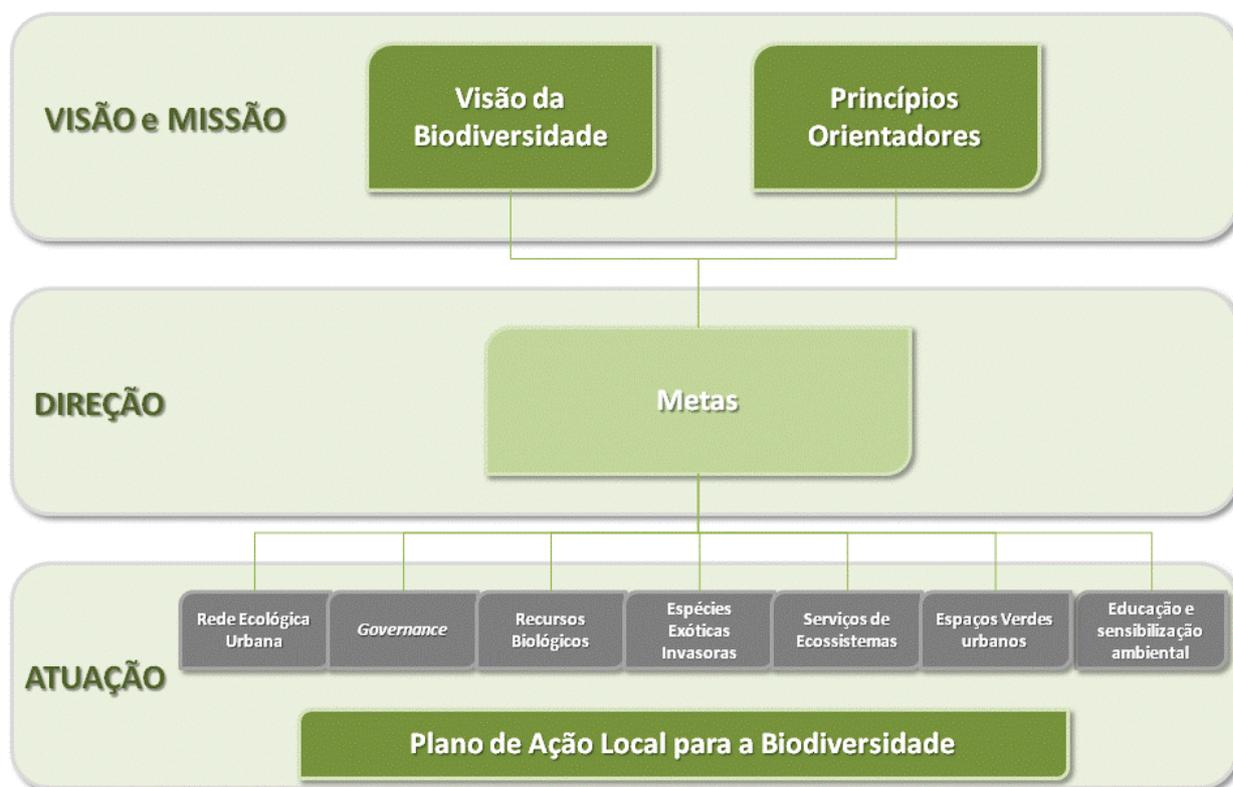 VISÃO e MISSÃO
Visão da
Biodiversidade
Princípios
Orientadores
DIREÇÃO
Metas
ATUAÇÃO
Rede Ecológica
Urbana
Governance
Recursos
Biológicos
Espécies
Exóticas
Invasoras
Serviços de
Ecossistemas
Espaços Verdes
urbanos
Educação e
sensibilização
ambiental
Plano de Ação Local para a Biodiversidade